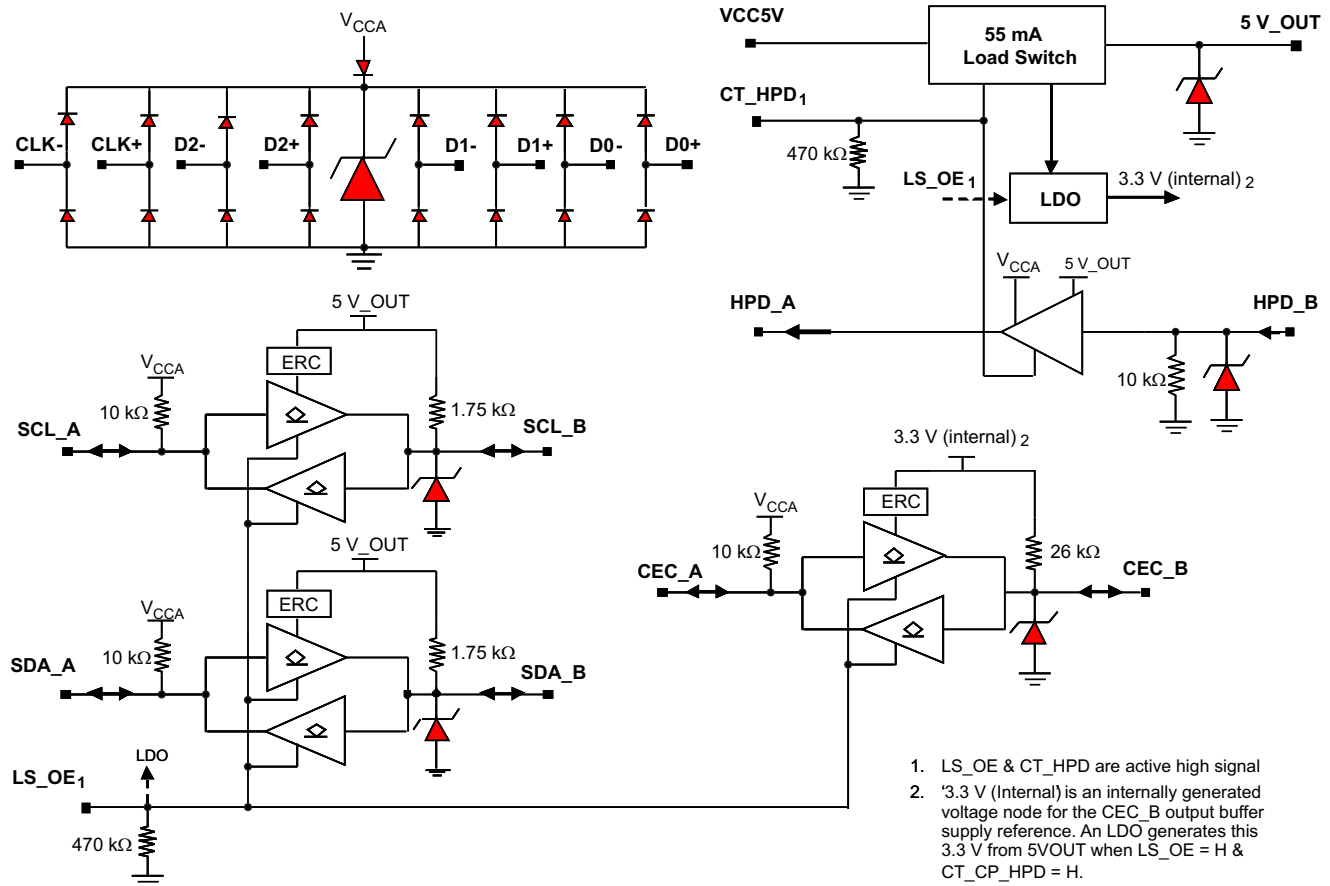 V_CCA
CLK-
CLK+
D2-
D2+
D1-
D1+
D0-
D0+
VCC5V
55 mA
Load Switch
5 V_OUT
CT_HPD1
470 kΩ
LS_OE1
LDO
3.3 V (internal) 2
VCCA
5 V_OUT
HPD_A
HPD_B
10 kΩ
5 V_OUT
ERC
VCCA
10 kΩ
1.75 kΩ
SCL_A
SCL_B
5 V_OUT
ERC
VCCA
10 kΩ
1.75 kΩ
SDA_A
SDA_B
3.3 V (internal) 2
ERC
VCCA
10 kΩ
26 kΩ
CEC_A
CEC_B
LDO
LS_OE1
470 kΩ
1. LS_OE & CT_HPD are active high signal
2. '3.3 V (Internal)' is an internally generated
voltage node for the CEC_B output buffer
supply reference. An LDO generates this
3.3 V from 5VOUT when LS_OE = H &
CT_CP_HPD = H.